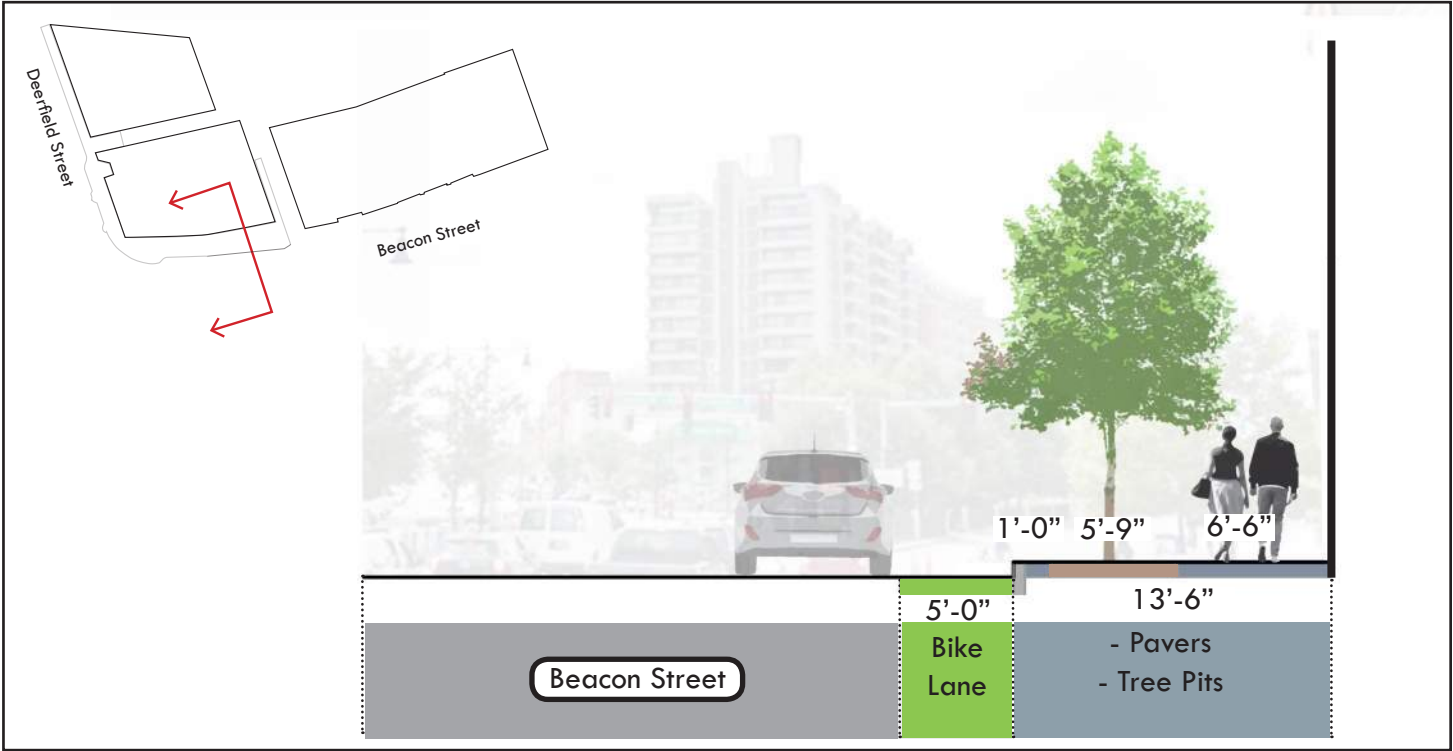 Deerfield Street
Beacon Street
1’-0” 5’-9” 6’-6”
5’-0”
13’-6”
Beacon Street
Bike
Lane
- Pavers
- Tree Pits